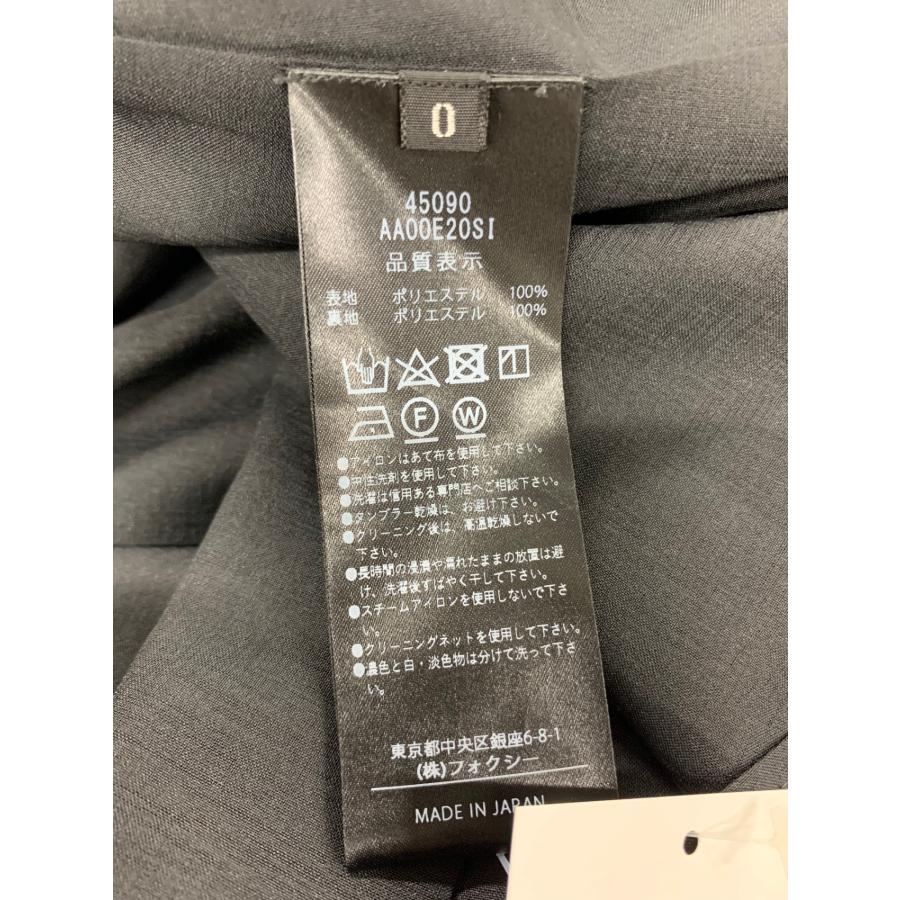 0
45090
AA00E20SI
品質表示
表地 ポリエステル 100%
裏地 ポリエステル 100%
F W
●アイロンはあて布を使用して下さい。
●中性洗剤を使用して下さい。
●洗濯は信用ある専門店へご相談下さい。
●タンブラー乾燥は、お避け下さい。
●クリーニング後は、高温乾燥しないで
下さい。
●長時間の浸漬や濡れたままの放置は避
け、洗濯後すばやく干して下さい。
●スチームアイロンを使用しないで下さ
い。
●クリーニングネットを使用して下さい。
●濃色と白・淡色物は分けて洗って下さ
い。
東京都中央区銀座6-8-1
(株)フォクシー
MADE IN JAPAN